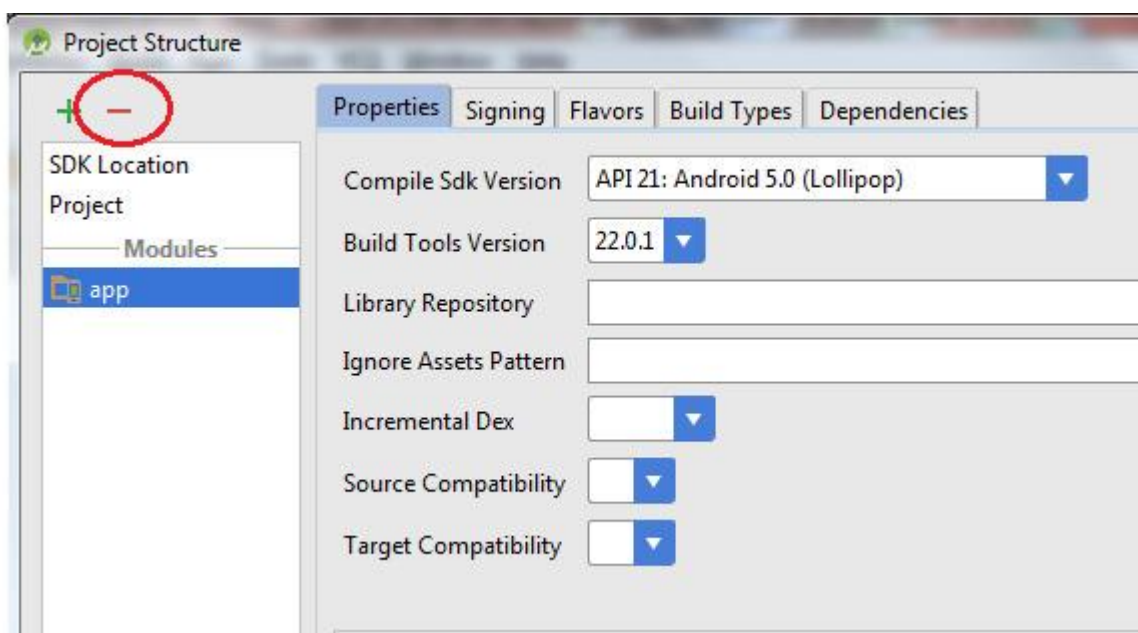 Project Structure
SDK Location
Project
Modules
app
Properties Signing Flavors Build Types Dependencies
Compile Sdk Version API 21: Android 5.0 (Lollipop)
Build Tools Version 22.0.1
Library Repository
Ignore Assets Pattern
Incremental Dex
Source Compatibility
Target Compatibility